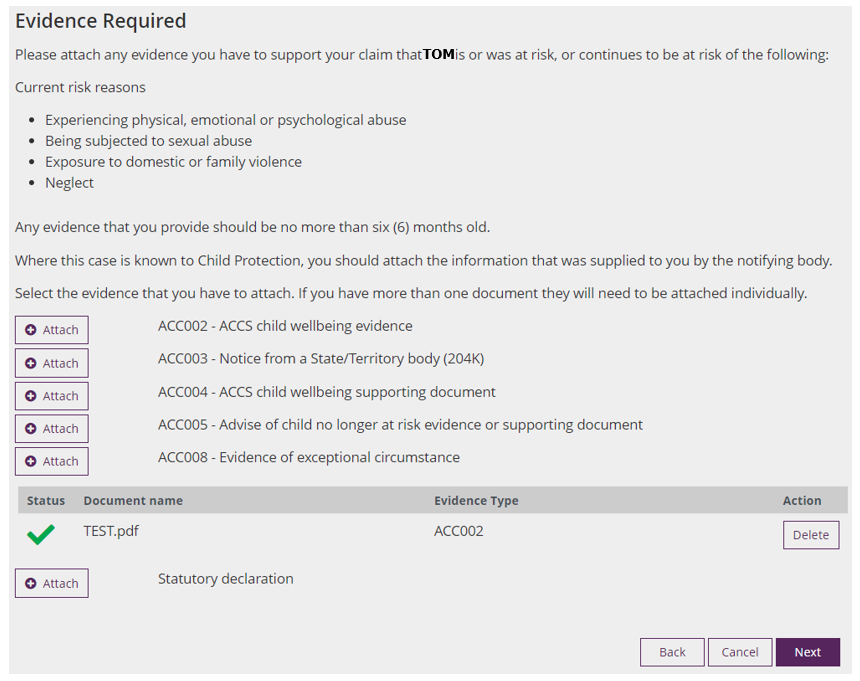 Evidence Required
Please attach any evidence you have to support your claim that TOM is or was at risk, or continues to be at risk of the following:
Current risk reasons
• Experiencing physical, emotional or psychological abuse
• Being subjected to sexual abuse
• Exposure to domestic or family violence
• Neglect
Any evidence that you provide should be no more than six (6) months old.
Where this case is known to Child Protection, you should attach the information that was supplied to you by the notifying body.
Select the evidence that you have to attach. If you have more than one document they will need to be attached individually.
Attach ACC002 - ACCS child wellbeing evidence
Attach ACC003 - Notice from a State/Territory body (204K)
Attach ACC004 - ACCS child wellbeing supporting document
Attach ACC005 - Advise of child no longer at risk evidence or supporting document
Attach ACC008 - Evidence of exceptional circumstance
Status Document name Evidence Type Action
TEST.pdf ACC002 Delete
Attach Statutory declaration
Back Cancel Next